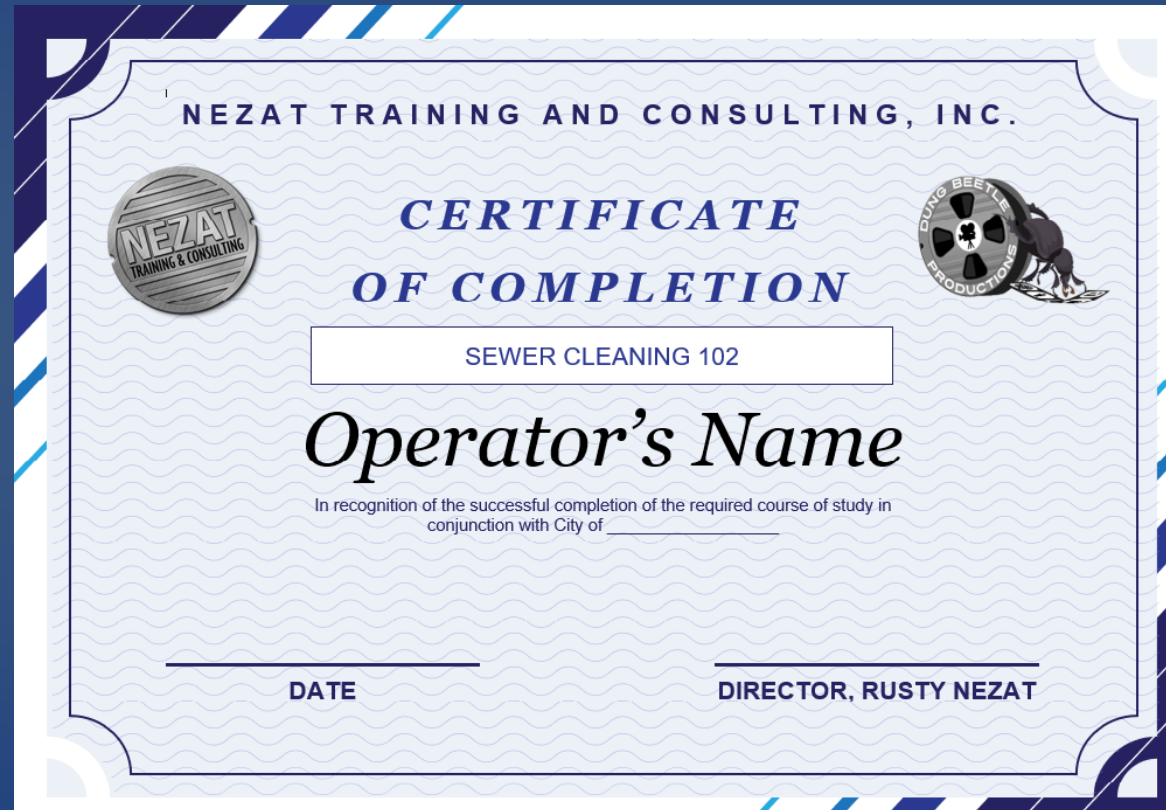 NEZAT TRAINING AND CONSULTING, INC.
NEZAT
TRAINING & CONSULTING
CERTIFICATE
OF COMPLETION
DUNG BEETLE
PRODUCTIONS
SEWER CLEANING 102
Operator’s Name
In recognition of the successful completion of the required course of study in
conjunction with City of ___________________
DATE
DIRECTOR, RUSTY NEZAT